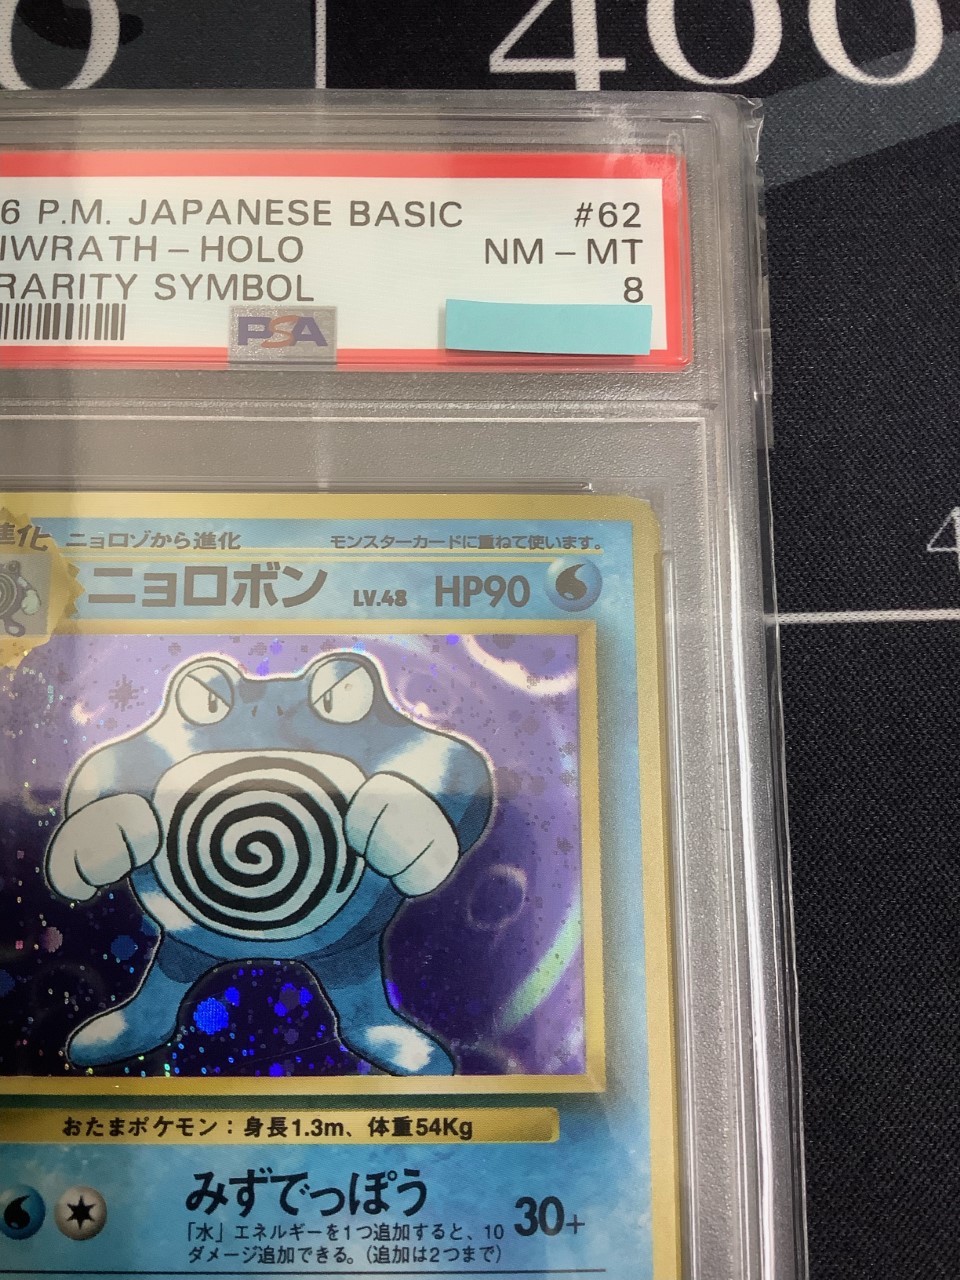 0 400
6 P.M. JAPANESE BASIC #62
IWRATH - HOLO NM - MT
RARITY SYMBOL 8
PSA
進化 ニョロゾから進化 モンスターカードに重ねて使います。
ニョロボン LV.48 HP90
4
おたまポケモン：身長1.3m、体重54Kg
みずでっぽう 30+
「水」エネルギーを1つ追加すると、10
ダメージ追加できる。（追加は2つまで）